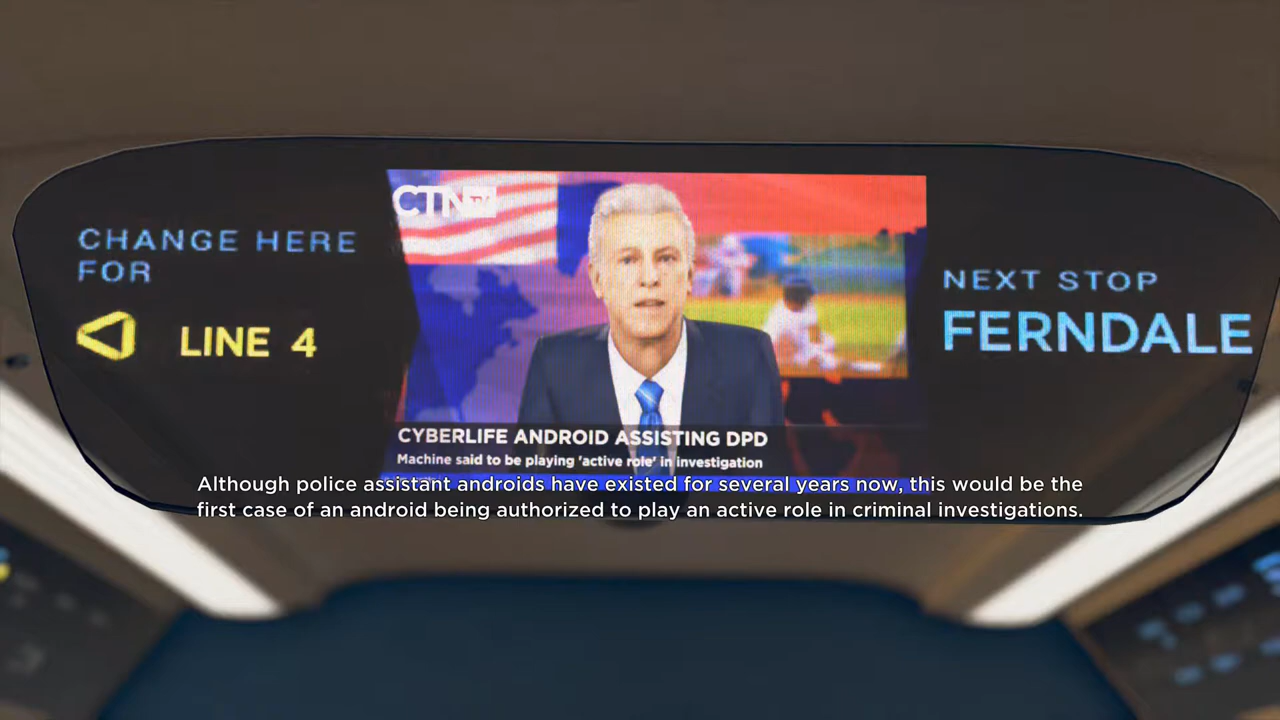 CTN TV
CHANGE HERE
FOR
LINE 4
NEXT STOP
FERNDALE
CYBERLIFE ANDROID ASSISTING DPD
Machine said to be playing 'active role' in investigation
Although police assistant androids have existed for several years now, this would be the
first case of an android being authorized to play an active role in criminal investigations.